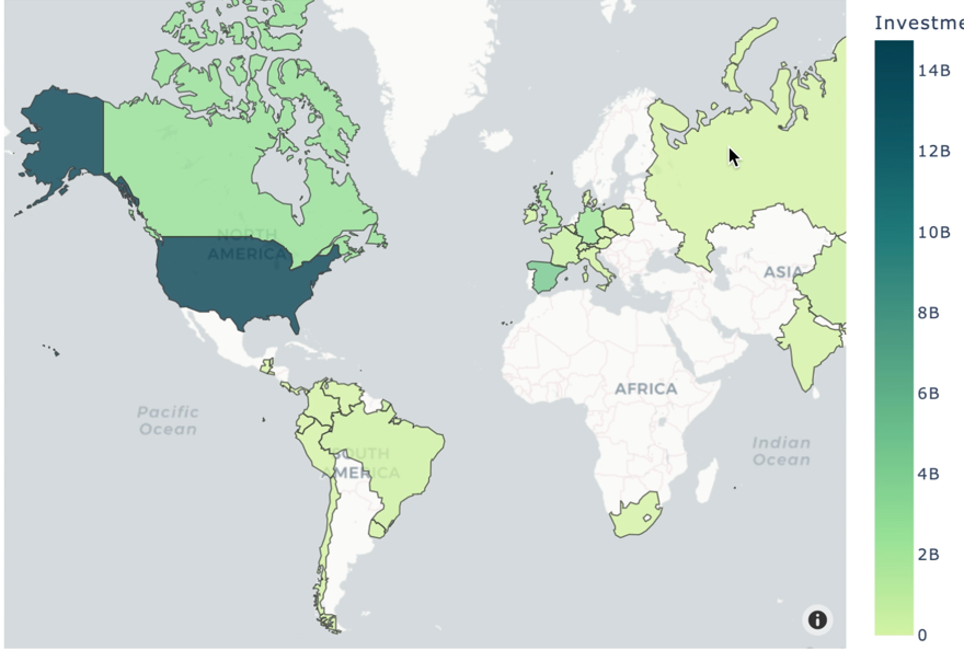 Investme
14B
12B
10B
8B
6B
4B
2B
0
NORTH
AMERICA
ASIA
AFRICA
Pacific
Ocean
SOUTH
AMERICA
Indian
Ocean
i